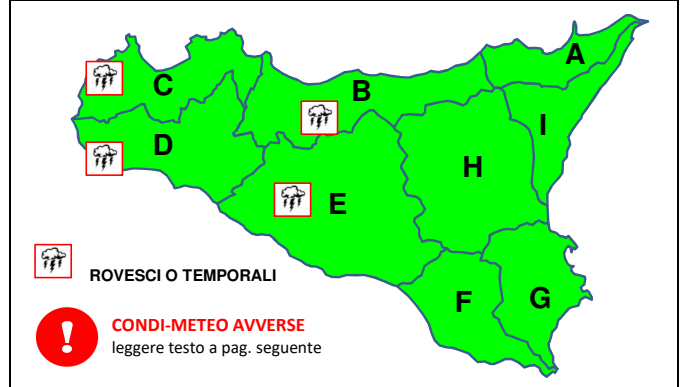 A
C
B
I
D
H
E
F
G
ROVESCI O TEMPORALI
!
CONDI-METEO AVVERSE
leggere testo a pag. seguente